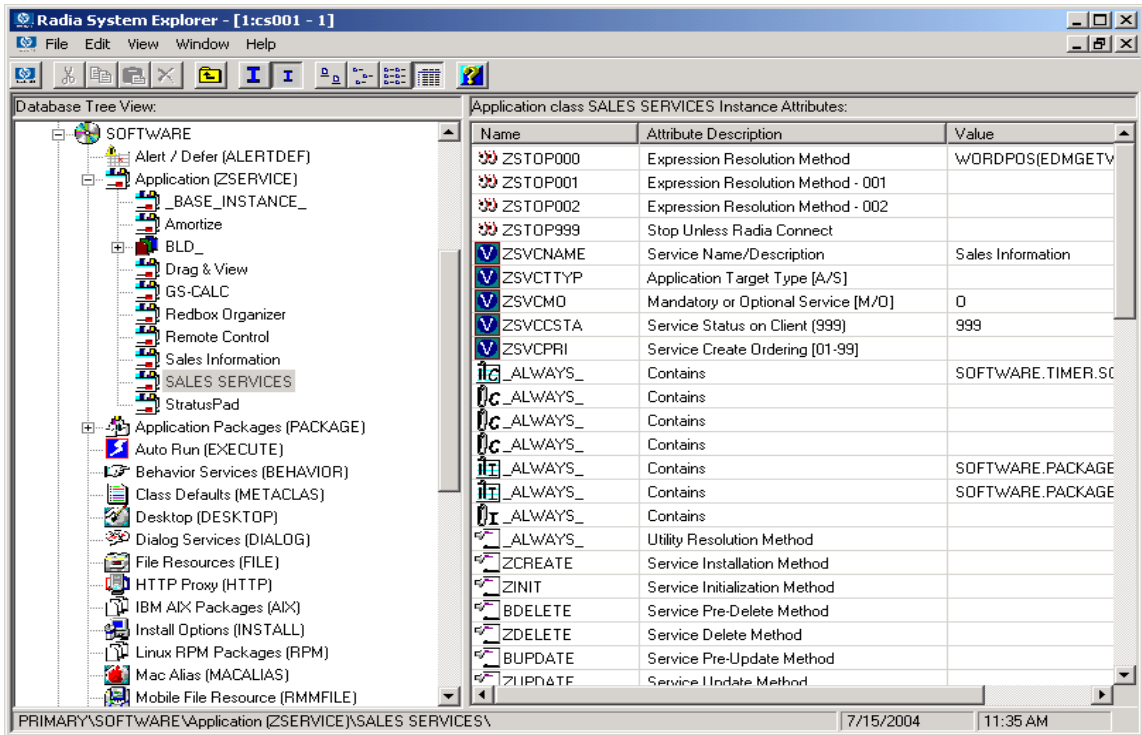 Radia System Explorer - [1:cs001 - 1]
File Edit View Window Help
Database Tree View:
SOFTWARE
Alert / Defer (ALERTDEF)
Application (ZSERVICE)
_BASE_INSTANCE_
Amortize
BLD_
Drag & View
GS-CALC
Redbox Organizer
Remote Control
Sales Information
SALES SERVICES
StratusPad
Application Packages (PACKAGE)
Auto Run (EXECUTE)
Behavior Services (BEHAVIOR)
Class Defaults (METACLAS)
Desktop (DESKTOP)
Dialog Services (DIALOG)
File Resources (FILE)
HTTP Proxy (HTTP)
IBM AIX Packages (AIX)
Install Options (INSTALL)
Linux RPM Packages (RPM)
Mac Alias (MACALIAS)
Mobile File Resource (RMMFILE)
Application class SALES SERVICES Instance Attributes:
Name Attribute Description Value
ZSTOP000 Expression Resolution Method WORDPOS(EDMGETV
ZSTOP001 Expression Resolution Method - 001
ZSTOP002 Expression Resolution Method - 002
ZSTOP999 Stop Unless Radia Connect
V ZSVCNAME Service Name/Description Sales Information
V ZSVCTTYP Application Target Type [A/S]
V ZSVCMO Mandatory or Optional Service [M/O] O
V ZSVCCSTA Service Status on Client (999) 999
V ZSVCPRI Service Create Ordering [01-99]
C _ALWAYS_ Contains SOFTWARE.TIMER.SC
C _ALWAYS_ Contains
C _ALWAYS_ Contains
C _ALWAYS_ Contains
I _ALWAYS_ Contains SOFTWARE.PACKAGE
I _ALWAYS_ Contains SOFTWARE.PACKAGE
I _ALWAYS_ Contains
_ALWAYS_ Utility Resolution Method
ZCREATE Service Installation Method
ZINIT Service Initialization Method
BDELETE Service Pre-Delete Method
ZDELETE Service Delete Method
BUPDATE Service Pre-Update Method
ZUPDATE Service Update Method
PRIMARY\SOFTWARE\Application (ZSERVICE)\SALES SERVICES\ 7/15/2004 11:35 AM